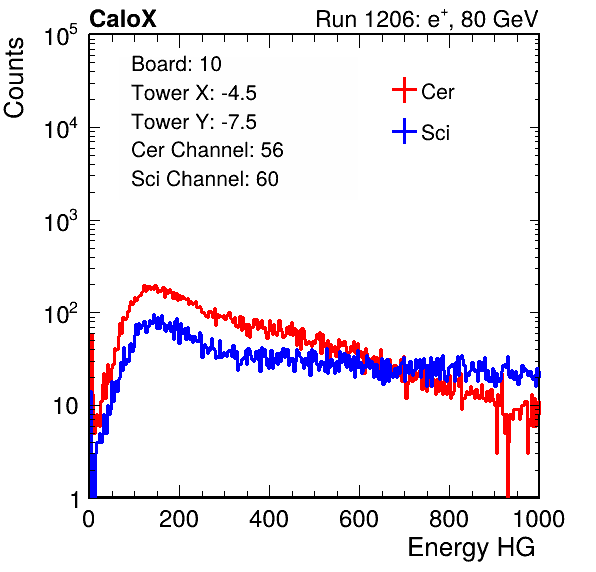 CaloX Run 1206: e⁺, 80 GeV
Counts
10⁵
10⁴
10³
10²
10
1
Board: 10
Tower X: -4.5
Tower Y: -7.5
Cer Channel: 56
Sci Channel: 60
Cer
Sci
0 200 400 600 800 1000
Energy HG